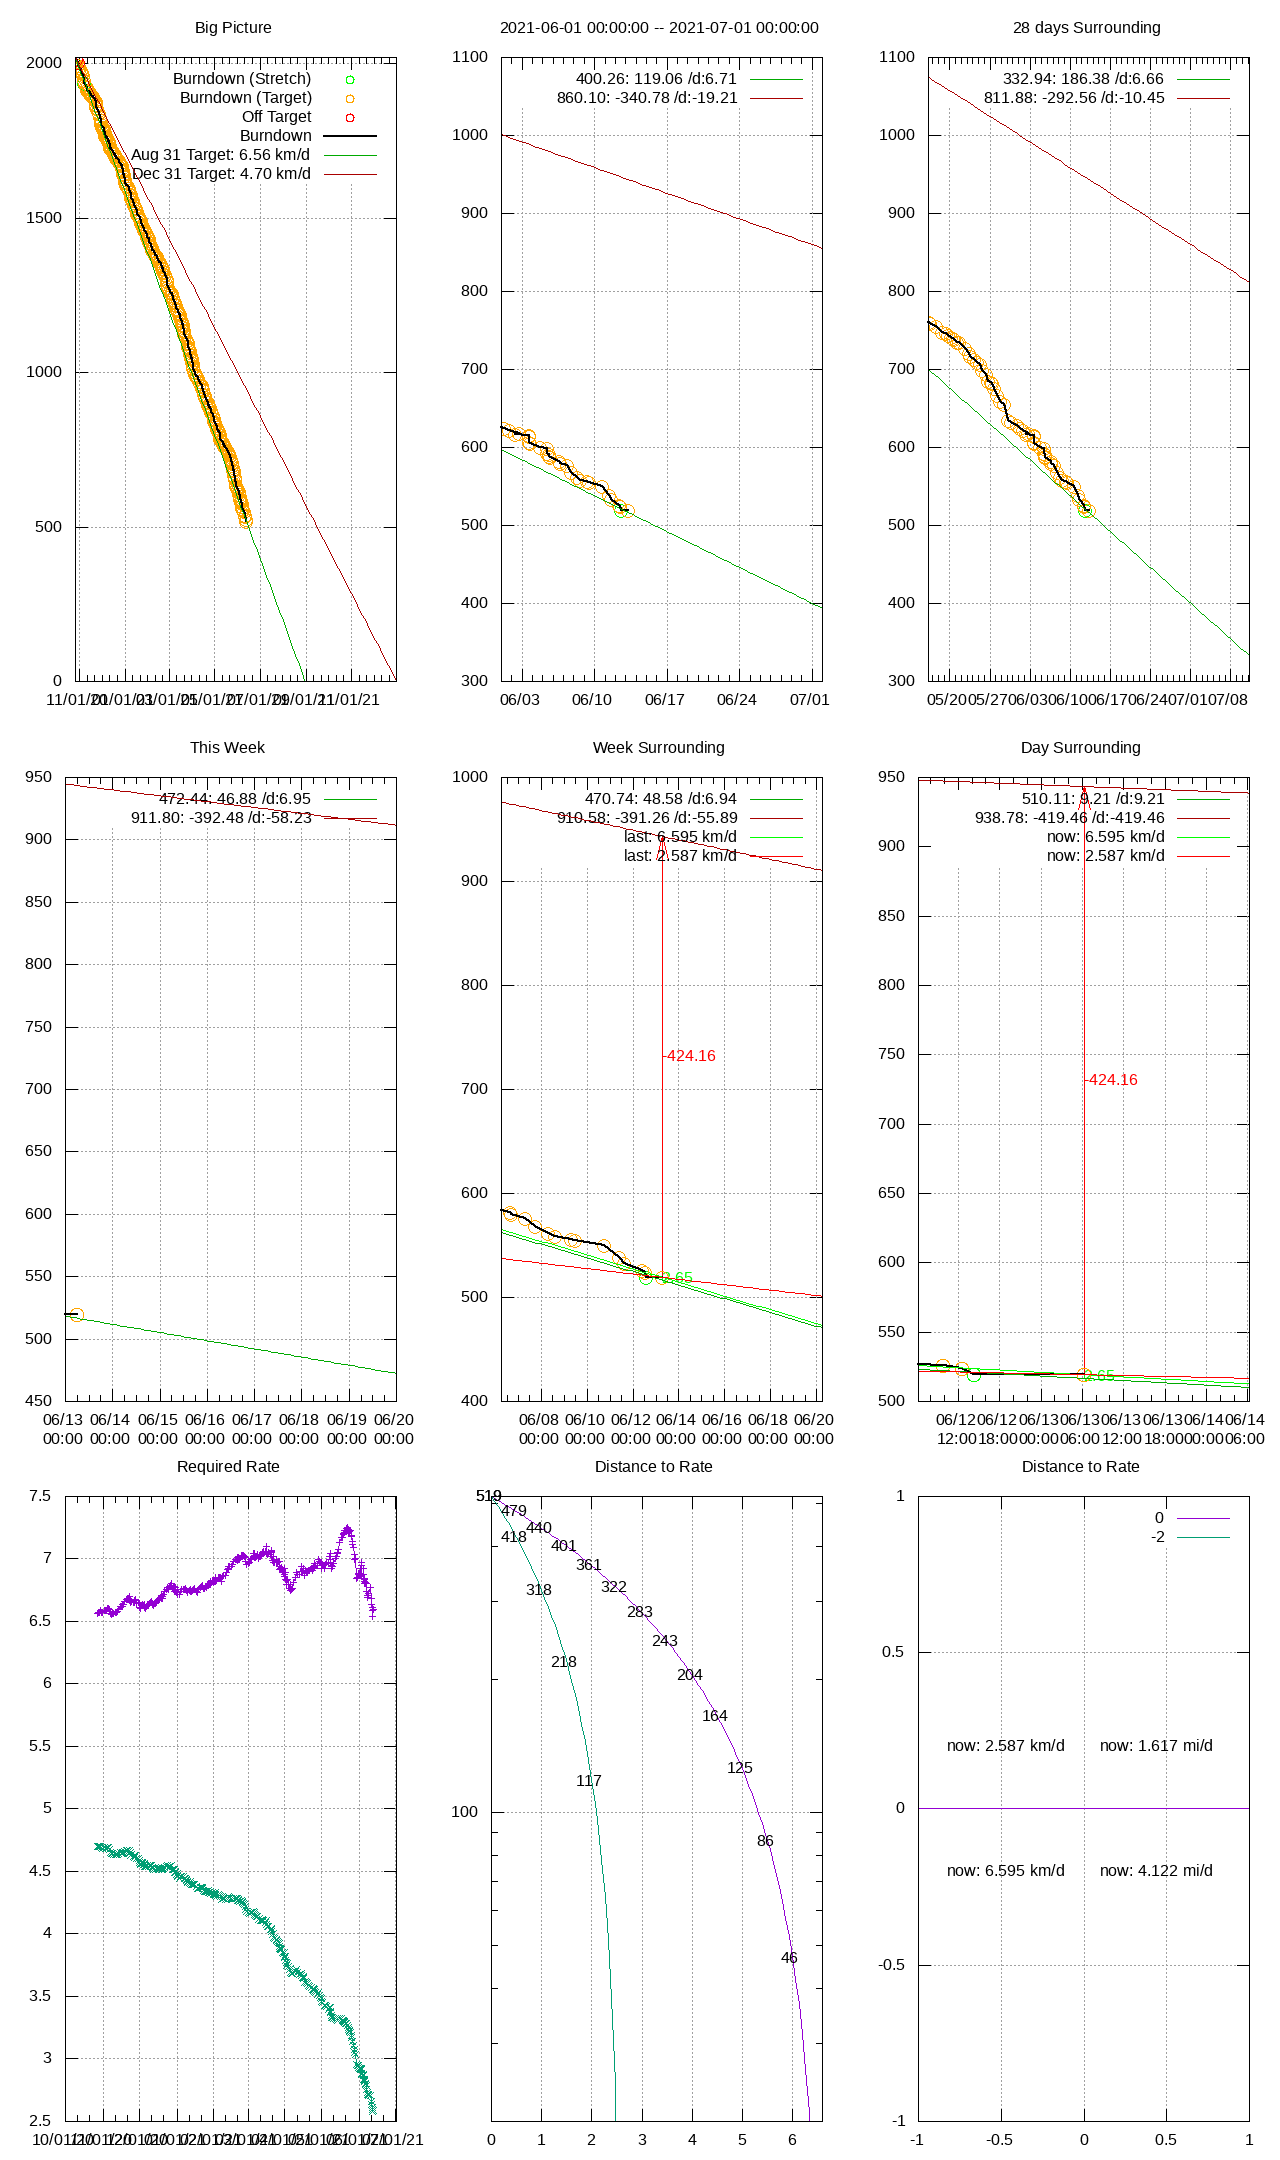 Big Picture
2000
1500
1000
500
0
Burndown (Stretch)
Burndown (Target)
Off Target
Burndown
Aug 31 Target: 6.56 km/d
Dec 31 Target: 4.70 km/d
11/01/20 01/01/21 03/01/21 05/01/21 07/01/21 09/01/21 11/01/21
2021-06-01 00:00:00 -- 2021-07-01 00:00:00
1100
1000
900
800
700
600
500
400
300
400.26: 119.06 /d:6.71
860.10: -340.78 /d:-19.21
06/03 06/10 06/17 06/24 07/01
28 days Surrounding
1100
1000
900
800
700
600
500
400
300
332.94: 186.38 /d:6.66
811.88: -292.56 /d:-10.45
05/20 05/27 06/03 06/10 06/17 06/24 07/01 07/08
This Week
950
900
850
800
750
700
650
600
550
500
450
472.44: 46.88 /d:6.95
911.80: -392.48 /d:-58.23
06/13 06/14 06/15 06/16 06/17 06/18 06/19 06/20
00:00 00:00 00:00 00:00 00:00 00:00 00:00 00:00
Week Surrounding
1000
900
800
700
600
500
400
470.74: 48.58 /d:6.94
910.58: -391.26 /d:-55.89
last: 6.595 km/d
last: 2.587 km/d
-424.16
2.65
06/08 06/10 06/12 06/14 06/16 06/18 06/20
00:00 00:00 00:00 00:00 00:00 00:00 00:00
Day Surrounding
950
900
850
800
750
700
650
600
550
500
510.11: 9.21 /d:9.21
938.78: -419.46 /d:-419.46
now: 6.595 km/d
now: 2.587 km/d
-424.16
2.65
06/12 06/12 06/13 06/13 06/13 06/13 06/14 06/14
12:00 18:00 00:00 06:00 12:00 18:00 00:00 06:00
Required Rate
7.5
7
6.5
6
5.5
5
4.5
4
3.5
3
2.5
10/01/20 11/01/20 12/01/20 01/01/21 02/01/21 03/01/21 04/01/21 05/01/21 06/01/21 07/01/21
Distance to Rate
100
519
479
440
418
401
361
322
318
283
243
218
204
164
125
117
86
46
0 1 2 3 4 5 6
Distance to Rate
1
0.5
0
-0.5
-1
0
-2
now: 2.587 km/d now: 1.617 mi/d
now: 6.595 km/d now: 4.122 mi/d
-1 -0.5 0 0.5 1